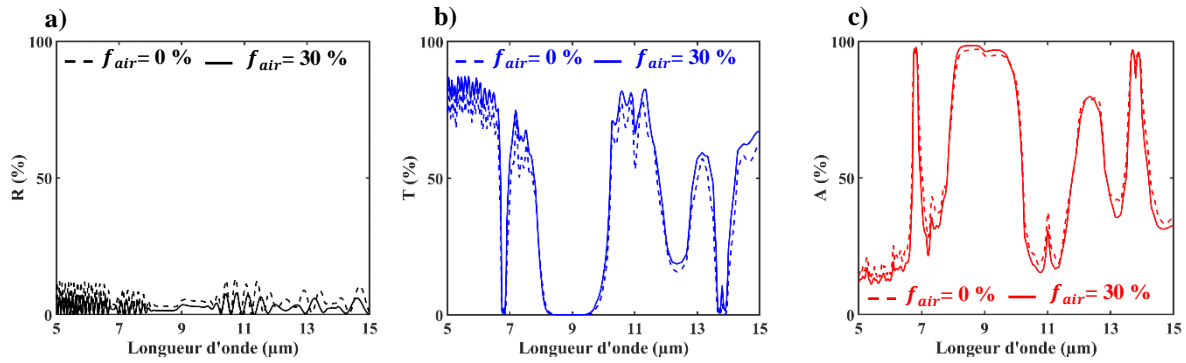 a)
100
50
0
R (%)
f_air= 0 % f_air= 30 %
5 7 9 11 13 15
Longueur d'onde (µm)
b)
100
50
0
T (%)
f_air= 0 % f_air= 30 %
5 7 9 11 13 15
Longueur d'onde (µm)
c)
100
50
0
A (%)
f_air= 0 % f_air= 30 %
5 7 9 11 13 15
Longueur d'onde (µm)